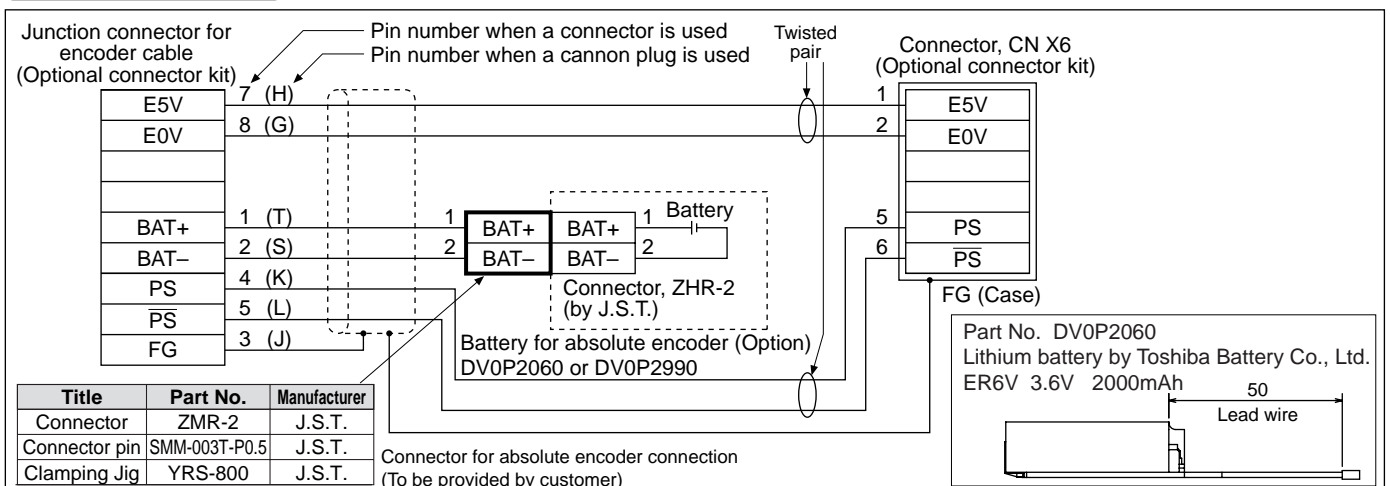 Junction connector for
encoder cable
(Optional connector kit)
Pin number when a connector is used
Pin number when a cannon plug is used
Twisted
pair
Connector, CN X6
(Optional connector kit)
E5V 7 (H)
E0V 8 (G)
BAT+ 1 (T)
BAT– 2 (S)
PS 4 (K)
PS 5 (L)
FG 3 (J)
1 BAT+ BAT+ 1
2 BAT– BAT– 2
Battery
Connector, ZHR-2
(by J.S.T.)
Battery for absolute encoder (Option)
DV0P2060 or DV0P2990
1 E5V
2 E0V
5 PS
6 PS
FG (Case)
Title Part No. Manufacturer
Connector ZMR-2 J.S.T.
Connector pin SMM-003T-P0.5 J.S.T.
Clamping Jig YRS-800 J.S.T.
Connector for absolute encoder connection
(To be provided by customer)
Part No. DV0P2060
Lithium battery by Toshiba Battery Co., Ltd.
ER6V 3.6V 2000mAh
50
Lead wire